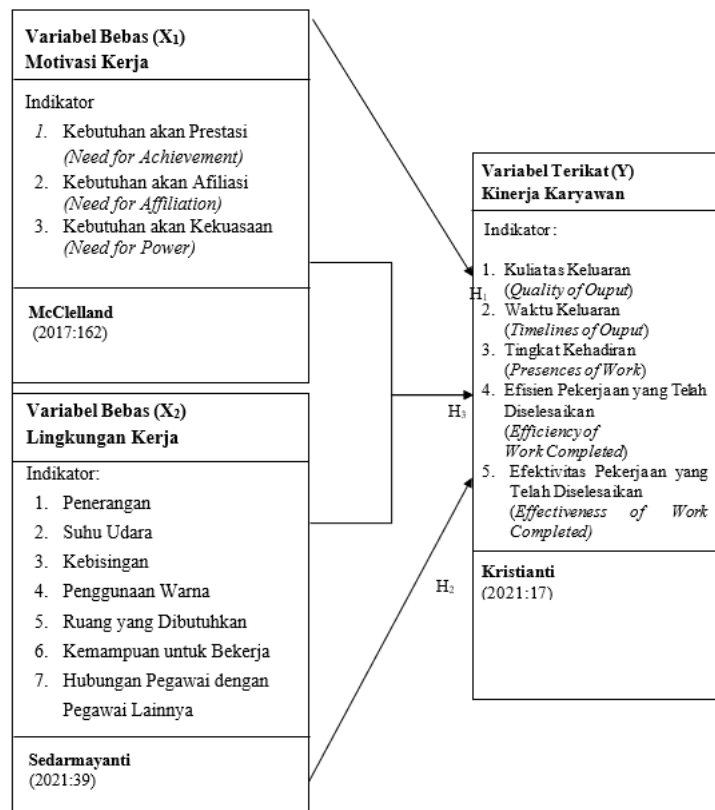 Variabel Bebas (X₁)
Motivasi Kerja
Indikator
1. Kebutuhan akan Prestasi
(Need for Achievement)
2. Kebutuhan akan Afiliasi
(Need for Affiliation)
3. Kebutuhan akan Kekuasaan
(Need for Power)
McClelland
(2017:162)
Variabel Bebas (X₂)
Lingkungan Kerja
Indikator:
1. Penerangan
2. Suhu Udara
3. Kebisingan
4. Penggunaan Warna
5. Ruang yang Dibutuhkan
6. Kemampuan untuk Bekerja
7. Hubungan Pegawai dengan
Pegawai Lainnya
Sedarmayanti
(2021:39)
H₁
H₃
H₂
Variabel Terikat (Y)
Kinerja Karyawan
Indikator:
1. Kuliatas Keluaran
(Quality of Ouput)
2. Waktu Keluaran
(Timelines of Ouput)
3. Tingkat Kehadiran
(Presences of Work)
4. Efisien Pekerjaan yang Telah
Diselesaikan
(Efficiency of
Work Completed)
5. Efektivitas Pekerjaan yang
Telah Diselesaikan
(Effectiveness of Work
Completed)
Kristianti
(2021:17)